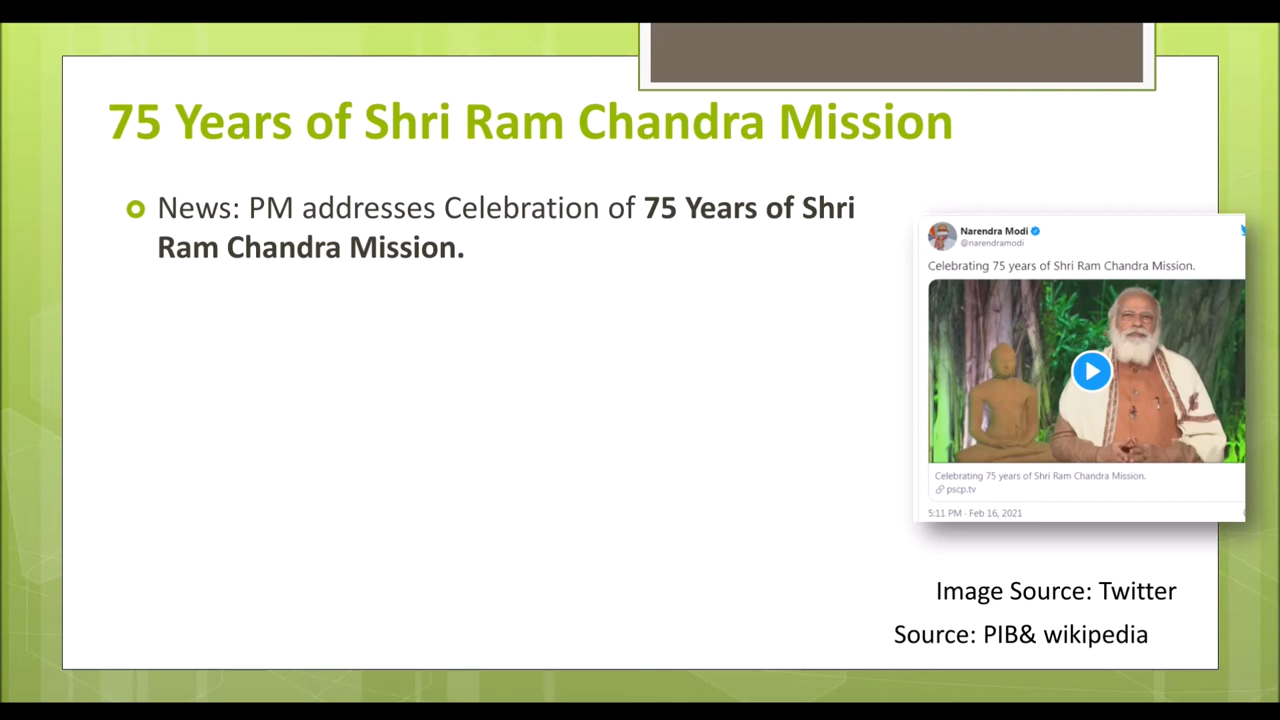 75 Years of Shri Ram Chandra Mission
News: PM addresses Celebration of 75 Years of Shri
Ram Chandra Mission.
Narendra Modi
@narendramodi
Celebrating 75 years of Shri Ram Chandra Mission.
Celebrating 75 years of Shri Ram Chandra Mission.
pscp.tv
5:11 PM · Feb 16, 2021
Image Source: Twitter
Source: PIB& wikipedia